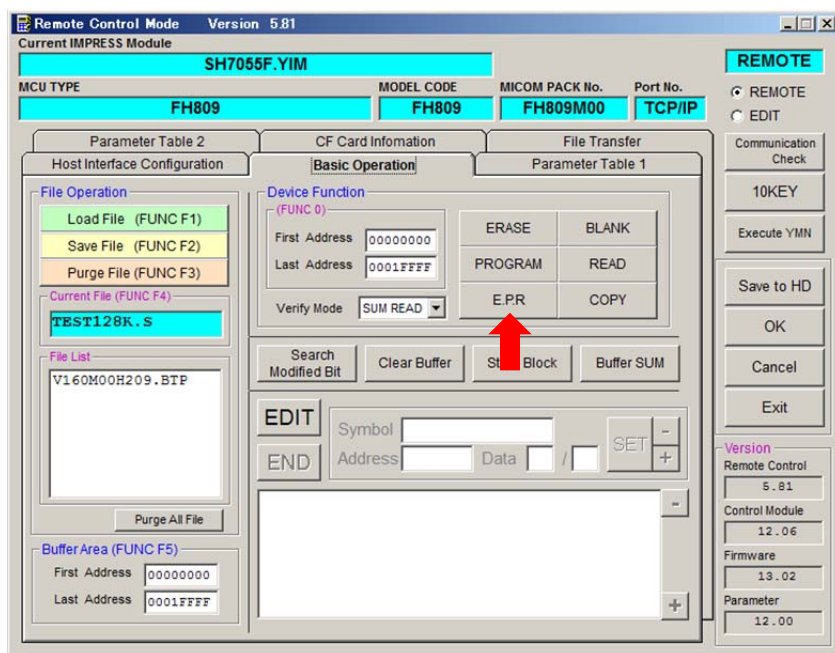 Remote Control Mode Version 5.81
Current IMPRESS Module
SH7055F.YIM
MCU TYPE
MODEL CODE
MICOM PACK No.
Port No.
FH809
FH809
FH809M00
TCP/IP
Parameter Table 2
CF Card Infomation
File Transfer
Host Interface Configuration
Basic Operation
Parameter Table 1
File Operation
Load File (FUNC F1)
Save File (FUNC F2)
Purge File (FUNC F3)
Current File (FUNC F4)
TEST128K.S
File List
V160M00H209.BTP
Purge All File
Buffer Area (FUNC F5)
First Address 00000000
Last Address 0001FFFF
Device Function
(FUNC 0)
First Address 00000000
Last Address 0001FFFF
Verify Mode SUM READ
ERASE
BLANK
PROGRAM
READ
E.P.R
COPY
Search
Modified Bit
Clear Buffer
Block
Buffer SUM
EDIT
END
Symbol
Address
Data /
SET
-
+
-
+
REMOTE
REMOTE
EDIT
Communication
Check
10KEY
Execute YMN
Save to HD
OK
Cancel
Exit
Version
Remote Control
5.81
Control Module
12.06
Firmware
13.02
Parameter
12.00